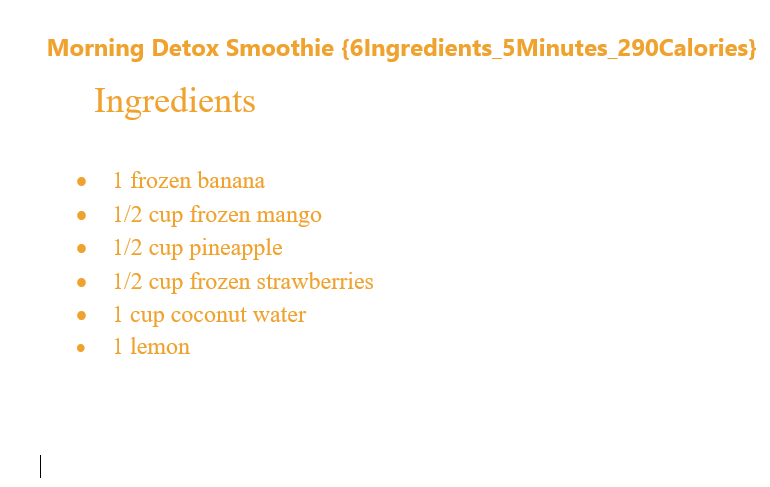 Morning Detox Smoothie {6Ingredients_5Minutes_290Calories}
Ingredients
• 1 frozen banana
• 1/2 cup frozen mango
• 1/2 cup pineapple
• 1/2 cup frozen strawberries
• 1 cup coconut water
• 1 lemon